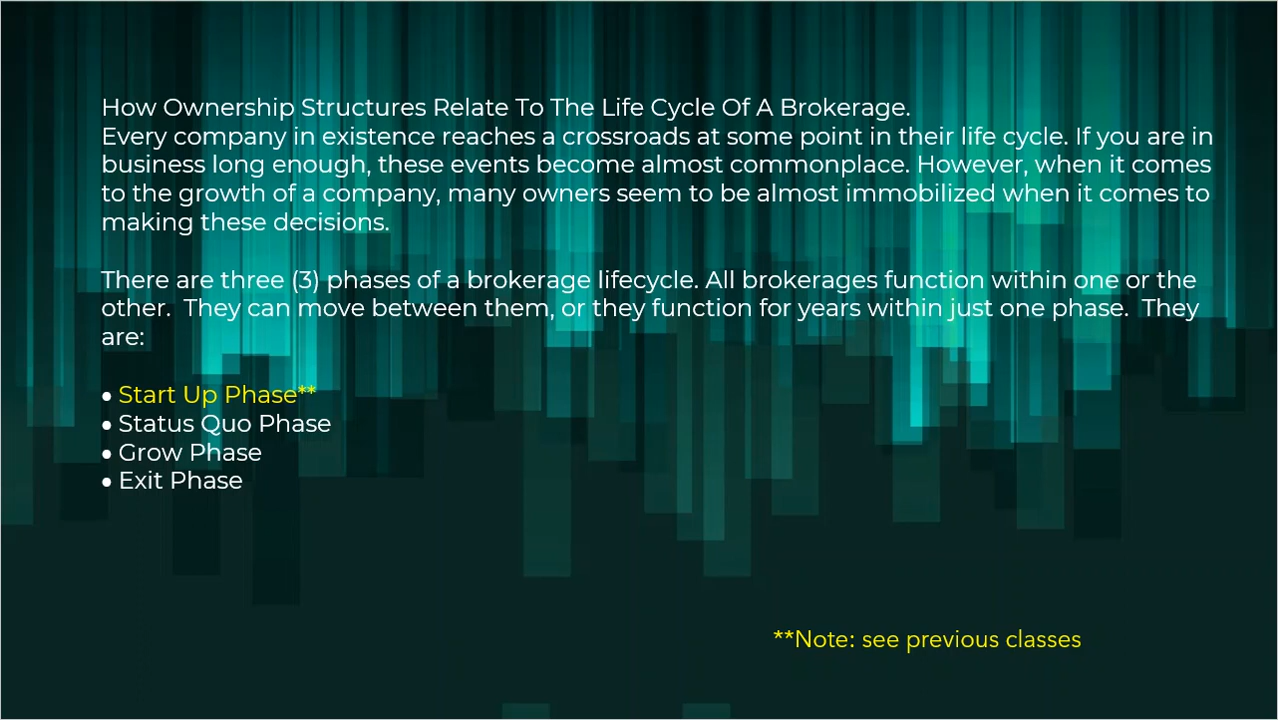 How Ownership Structures Relate To The Life Cycle Of A Brokerage.
Every company in existence reaches a crossroads at some point in their life cycle. If you are in
business long enough, these events become almost commonplace. However, when it comes
to the growth of a company, many owners seem to be almost immobilized when it comes to
making these decisions.
There are three (3) phases of a brokerage lifecycle. All brokerages function within one or the
other.  They can move between them, or they function for years within just one phase.  They
are:
• Start Up Phase**
• Status Quo Phase
• Grow Phase
• Exit Phase
**Note: see previous classes